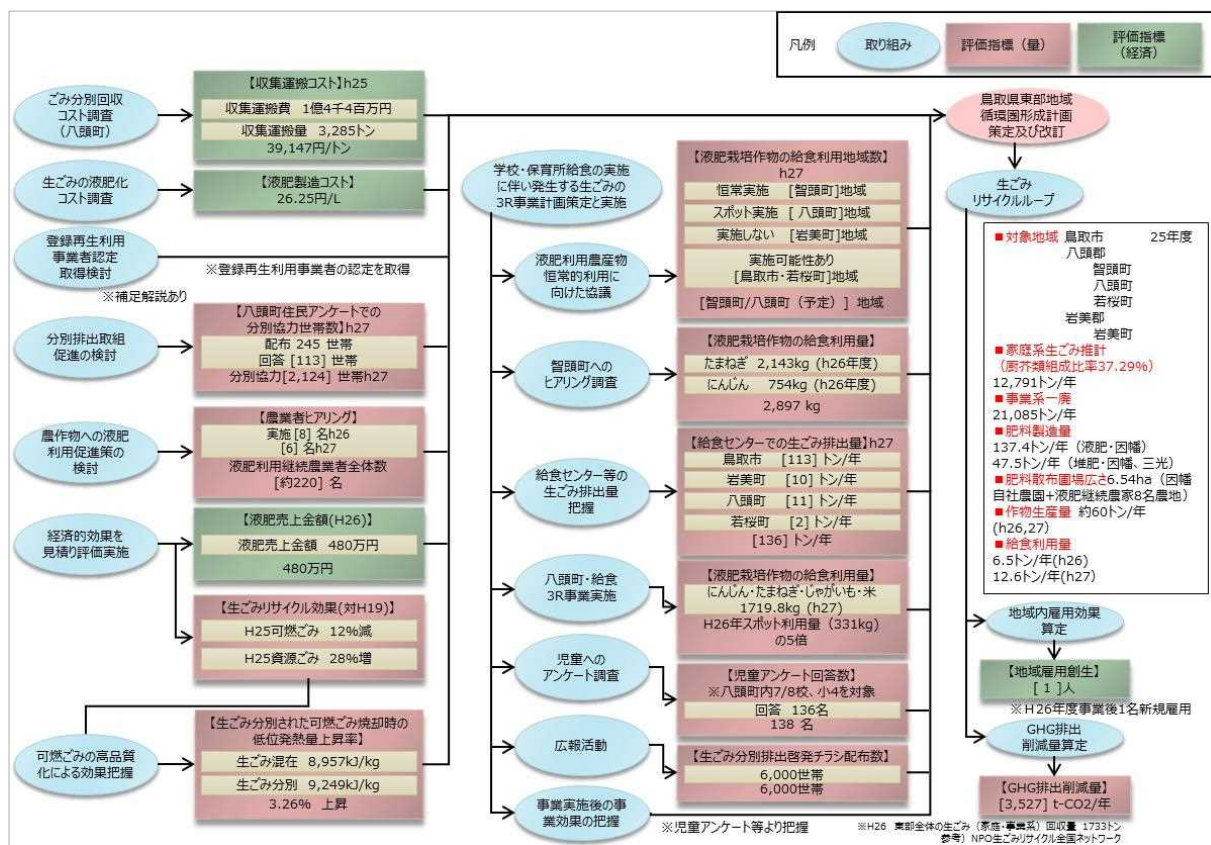 凡例
取り組み
評価指標（量）
評価指標
（経済）
ごみ分別回収
コスト調査
（八頭町）
【収集運搬コスト】h25
収集運搬費 1億4千4百万円
収集運搬量 3,285トン
39,147円/トン
生ごみの液肥化
コスト調査
【液肥製造コスト】
26.25円/L
登録再生利用
事業者認定
取得検討
※登録再生利用事業者の認定を取得
※補足解説あり
分別排出取組
促進の検討
【八頭町住民アンケートでの
分別協力世帯数】h27
配布 245 世帯
回答 [113] 世帯
分別協力[2,124] 世帯h27
農作物への液肥
利用促進策の
検討
【農業者ヒアリング】
実施 [8] 名h26
[6] 名h27
液肥利用継続農業者全体数
[約220] 名
経済的効果を
見積り評価実施
【液肥売上金額(H26)】
液肥売上金額 480万円
480万円
【生ごみリサイクル効果(対H19)】
H25可燃ごみ 12%減
H25資源ごみ 28%増
可燃ごみの高品質
化による効果把握
【生ごみ分別された可燃ごみ焼却時の
低位発熱量上昇率】
生ごみ混在 8,957kJ/kg
生ごみ分別 9,249kJ/kg
3.26% 上昇
学校・保育所給食の実施
に伴い発生する生ごみの
3R事業計画策定と実施
【液肥栽培作物の給食利用地域数】
h27
恒常実施 [智頭町]地域
スポット実施 [ 八頭町]地域
実施しない [岩美町]地域
実施可能性あり
[鳥取市・若桜町]地域
[智頭町/八頭町（予定）] 地域
液肥利用農産物
恒常的利用に
向けた協議
智頭町への
ヒアリング調査
【液肥栽培作物の給食利用量】
たまねぎ 2,143kg (h26年度)
にんじん 754kg (h26年度)
2,897 kg
給食センター等の
生ごみ排出量
把握
【給食センターでの生ごみ排出量】h27
鳥取市 [113] トン/年
岩美町 [10] トン/年
八頭町 [11] トン/年
若桜町 [2] トン/年
[136] トン/年
八頭町・給食
3R事業実施
【液肥栽培作物の給食利用量】
にんじん・たまねぎ・じゃがいも・米
1719.8kg (h27)
H26年スポット利用量（331kg)
の5倍
児童への
アンケート調査
【児童アンケート回答数】
※八頭町内7/8校、小4を対象
回答 136名
138 名
広報活動
【生ごみ分別排出啓発チラシ配布数】
6,000世帯
6,000世帯
事業実施後の事
業効果の把握
※児童アンケート等より把握
鳥取県東部地域
循環圏形成計画
策定及び改訂
生ごみ
リサイクルループ
■対象地域 鳥取市 25年度
八頭郡
智頭町
八頭町
若桜町
岩美郡
岩美町
■家庭系生ごみ推計
（厨芥類組成比率37.29%）
12,791トン/年
■事業系一廃
21,085トン/年
■肥料製造量
137.4トン/年（液肥・因幡）
47.5トン/年（堆肥・因幡、三光）
■肥料散布圃場広さ6.54ha（因幡
自社農園+液肥継続農家8名農地）
■作物生産量 約60トン/年
(h26,27)
■給食利用量
6.5トン/年(h26)
12.6トン/年(h27）
地域内雇用効果
算定
【地域雇用創生】
[ 1 ]人
※Ｈ26年度事業後1名新規雇用
GHG排出
削減量算定
【GHG排出削減量】
[3,527] t-CO2/年
※H26 東部全体の生ごみ（家庭・事業系）回収量 1733トン
参考）NPO生ごみリサイクル全国ネットワーク